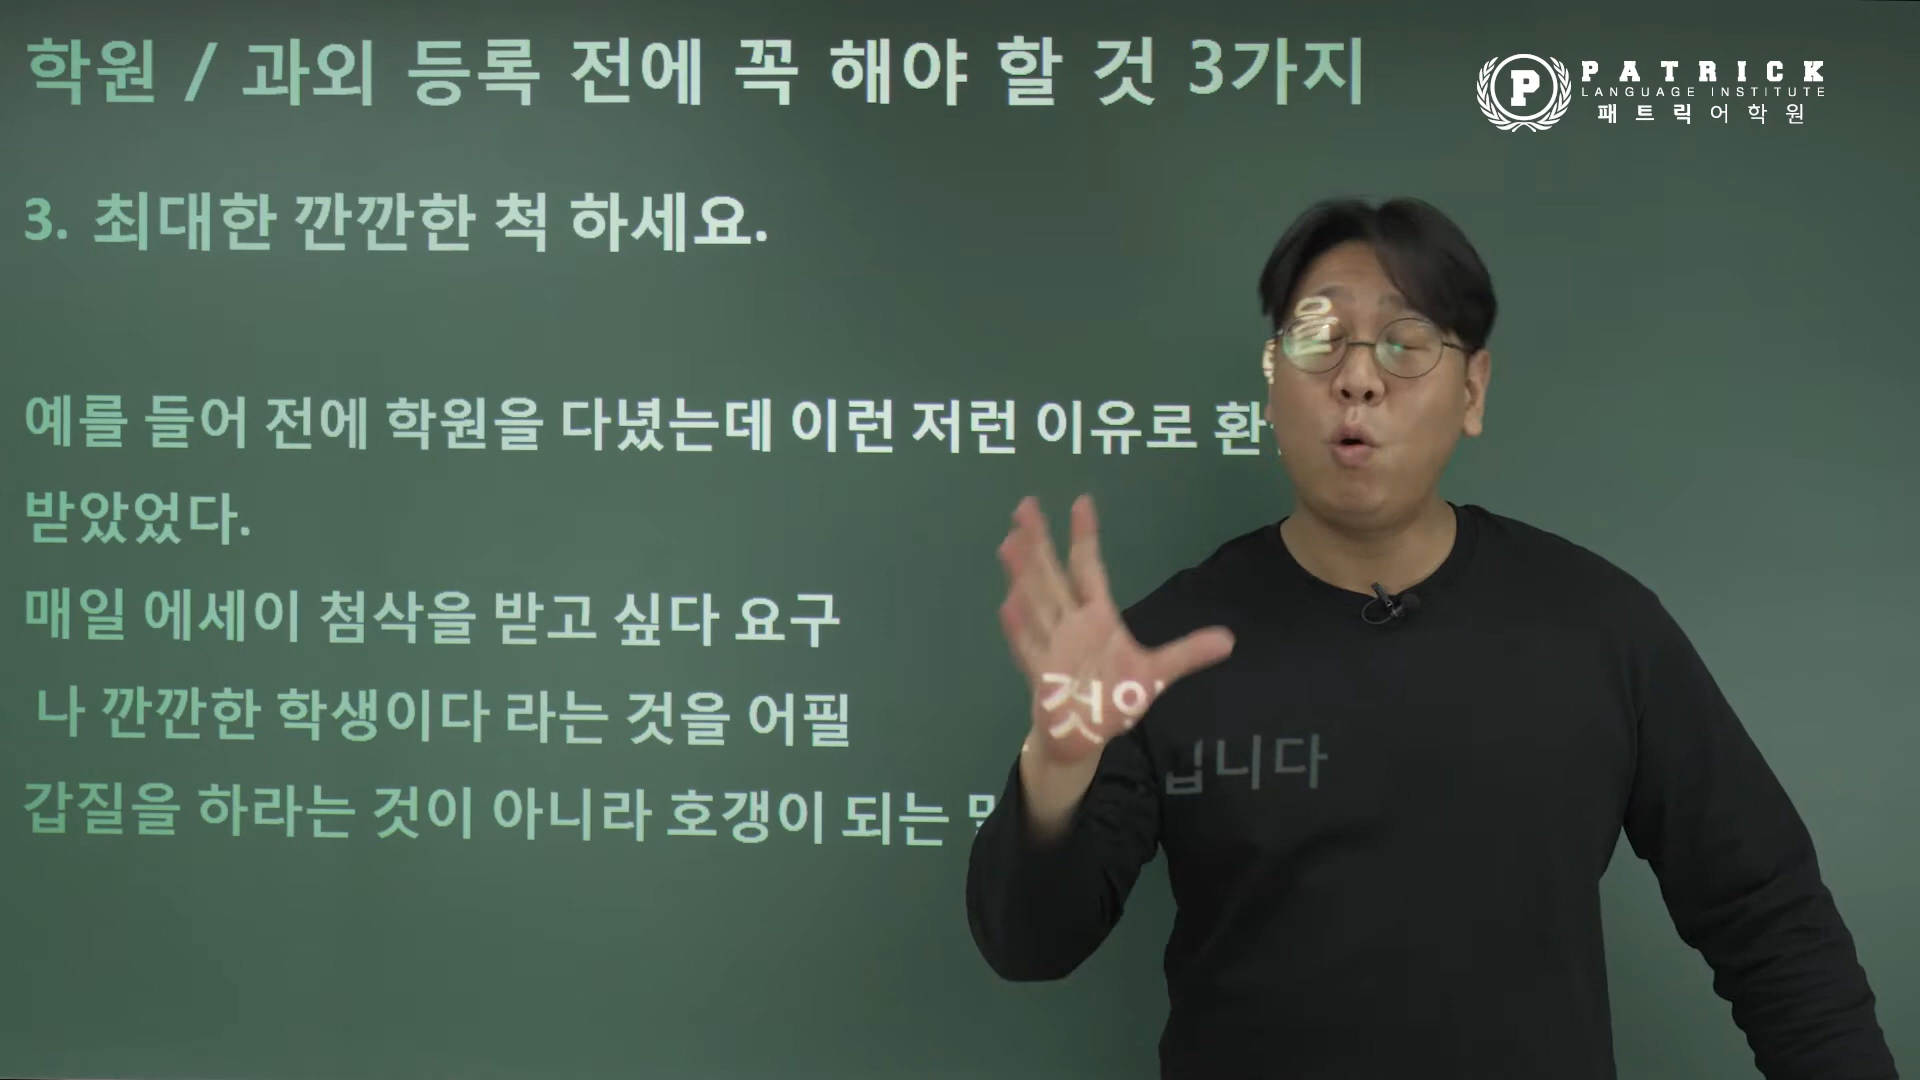 학원 / 과외 등록 전에 꼭 해야 할 것 3가지
PATRICK
LANGUAGE INSTITUTE
패트릭어학원
P
3. 최대한 깐깐한 척 하세요.
예를 들어 전에 학원을 다녔는데 이런 저런 이유로 을
받았었다.
매일 에세이 첨삭을 받고 싶다 요구
나 깐깐한 학생이다 라는 것을 어필
갑질을 하라는 것이 아니라 호갱이 되는 것입니다